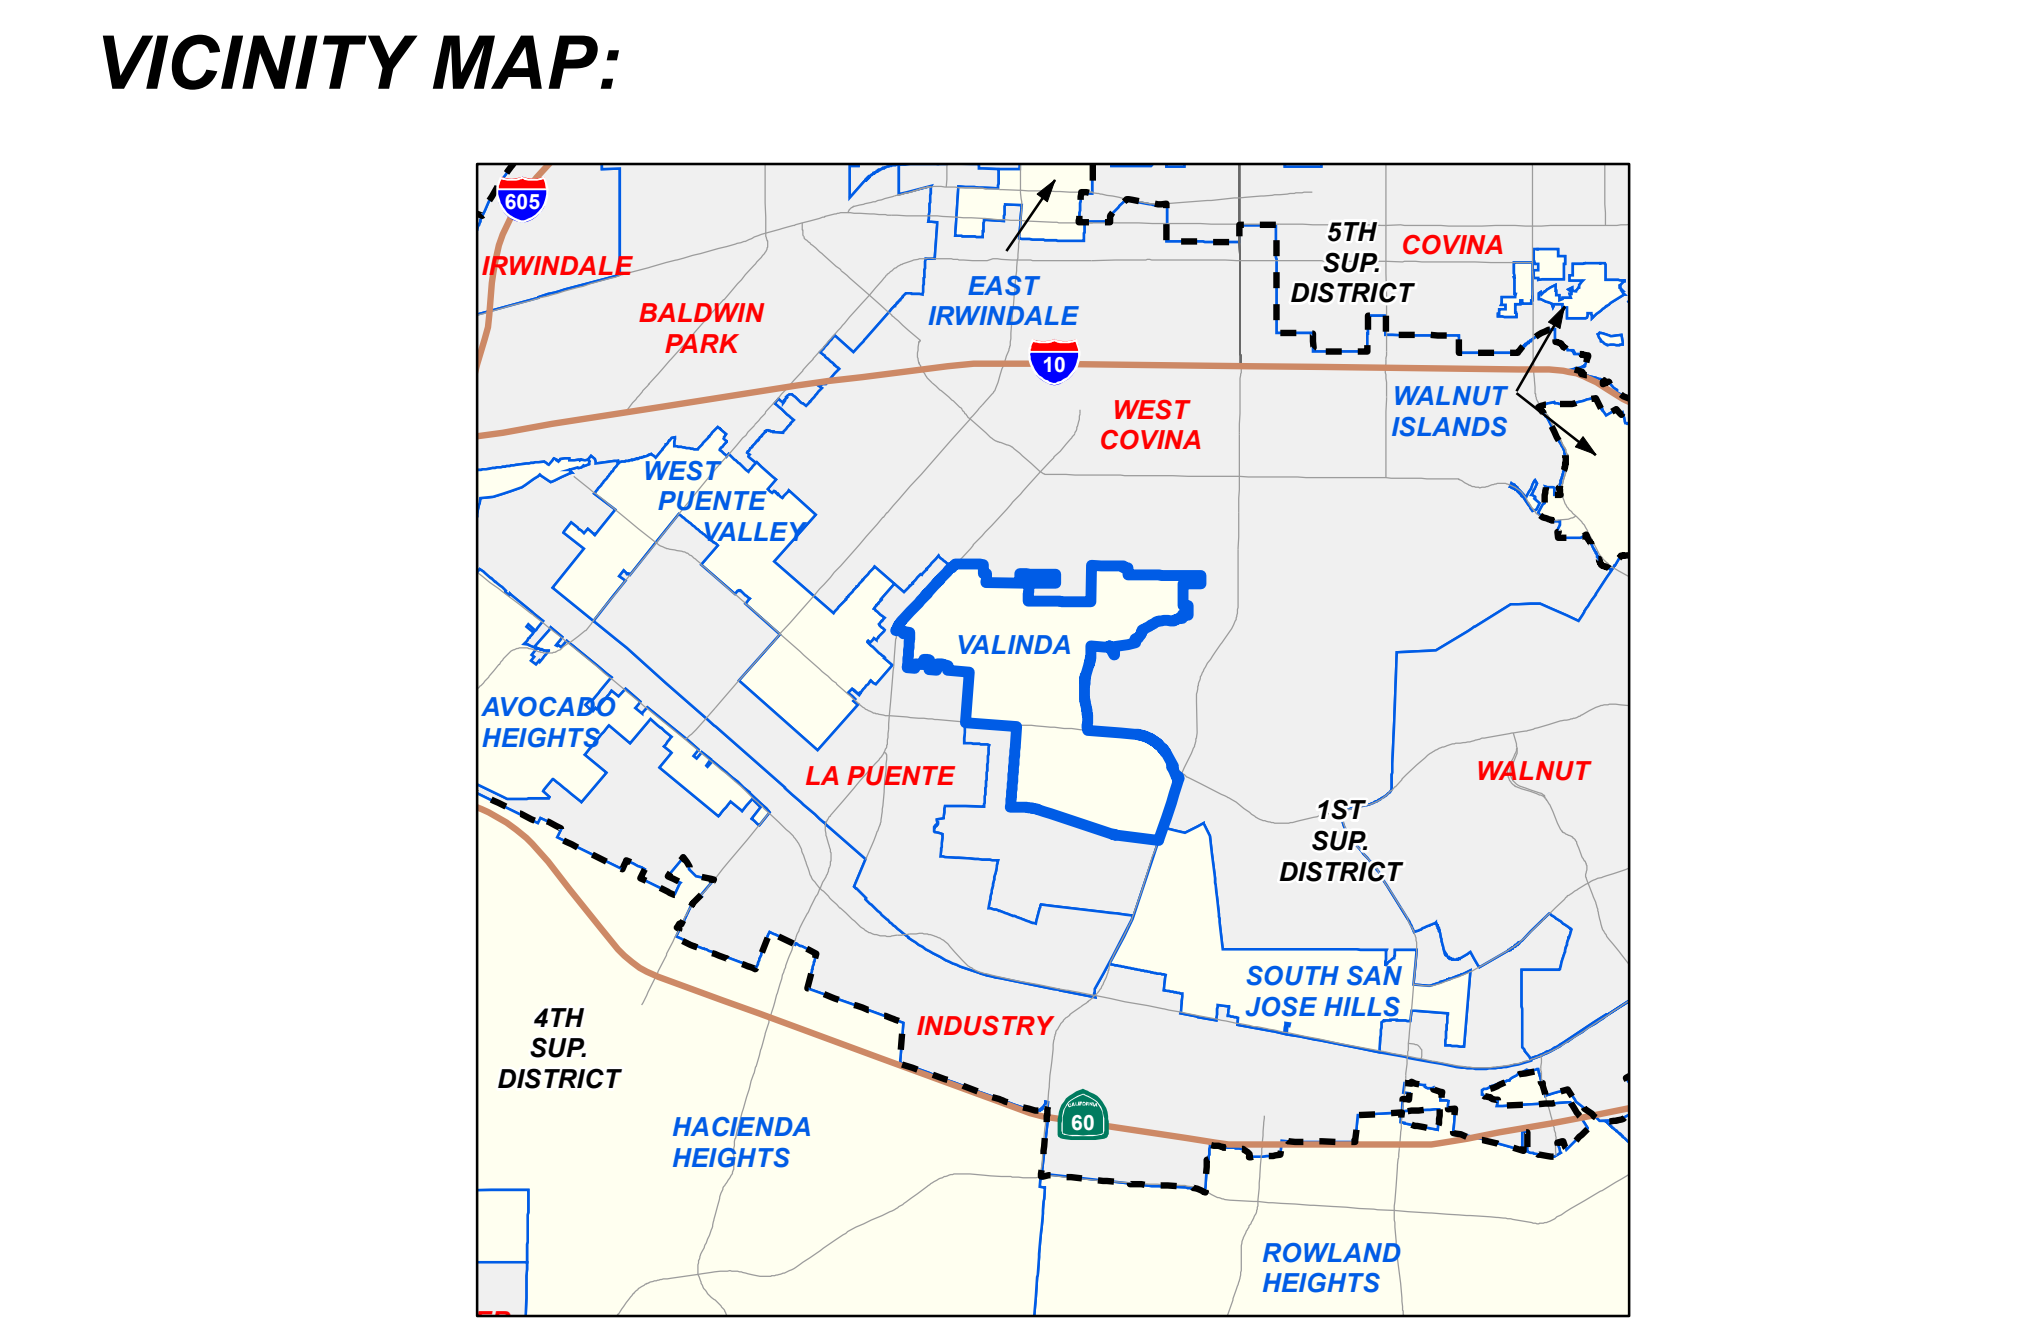 VICINITY MAP:
605
5TH
SUP.
DISTRICT
COVINA
IRWINDALE
EAST
IRWINDALE
BALDWIN
PARK
10
WALNUT
ISLANDS
WEST
COVINA
WEST
PUENTE
VALLEY
VALINDA
AVOCADO
HEIGHTS
LA PUENTE
WALNUT
1ST
SUP.
DISTRICT
SOUTH SAN
JOSE HILLS
4TH
SUP.
DISTRICT
INDUSTRY
CALIFORNIA
60
HACIENDA
HEIGHTS
ROWLAND
HEIGHTS